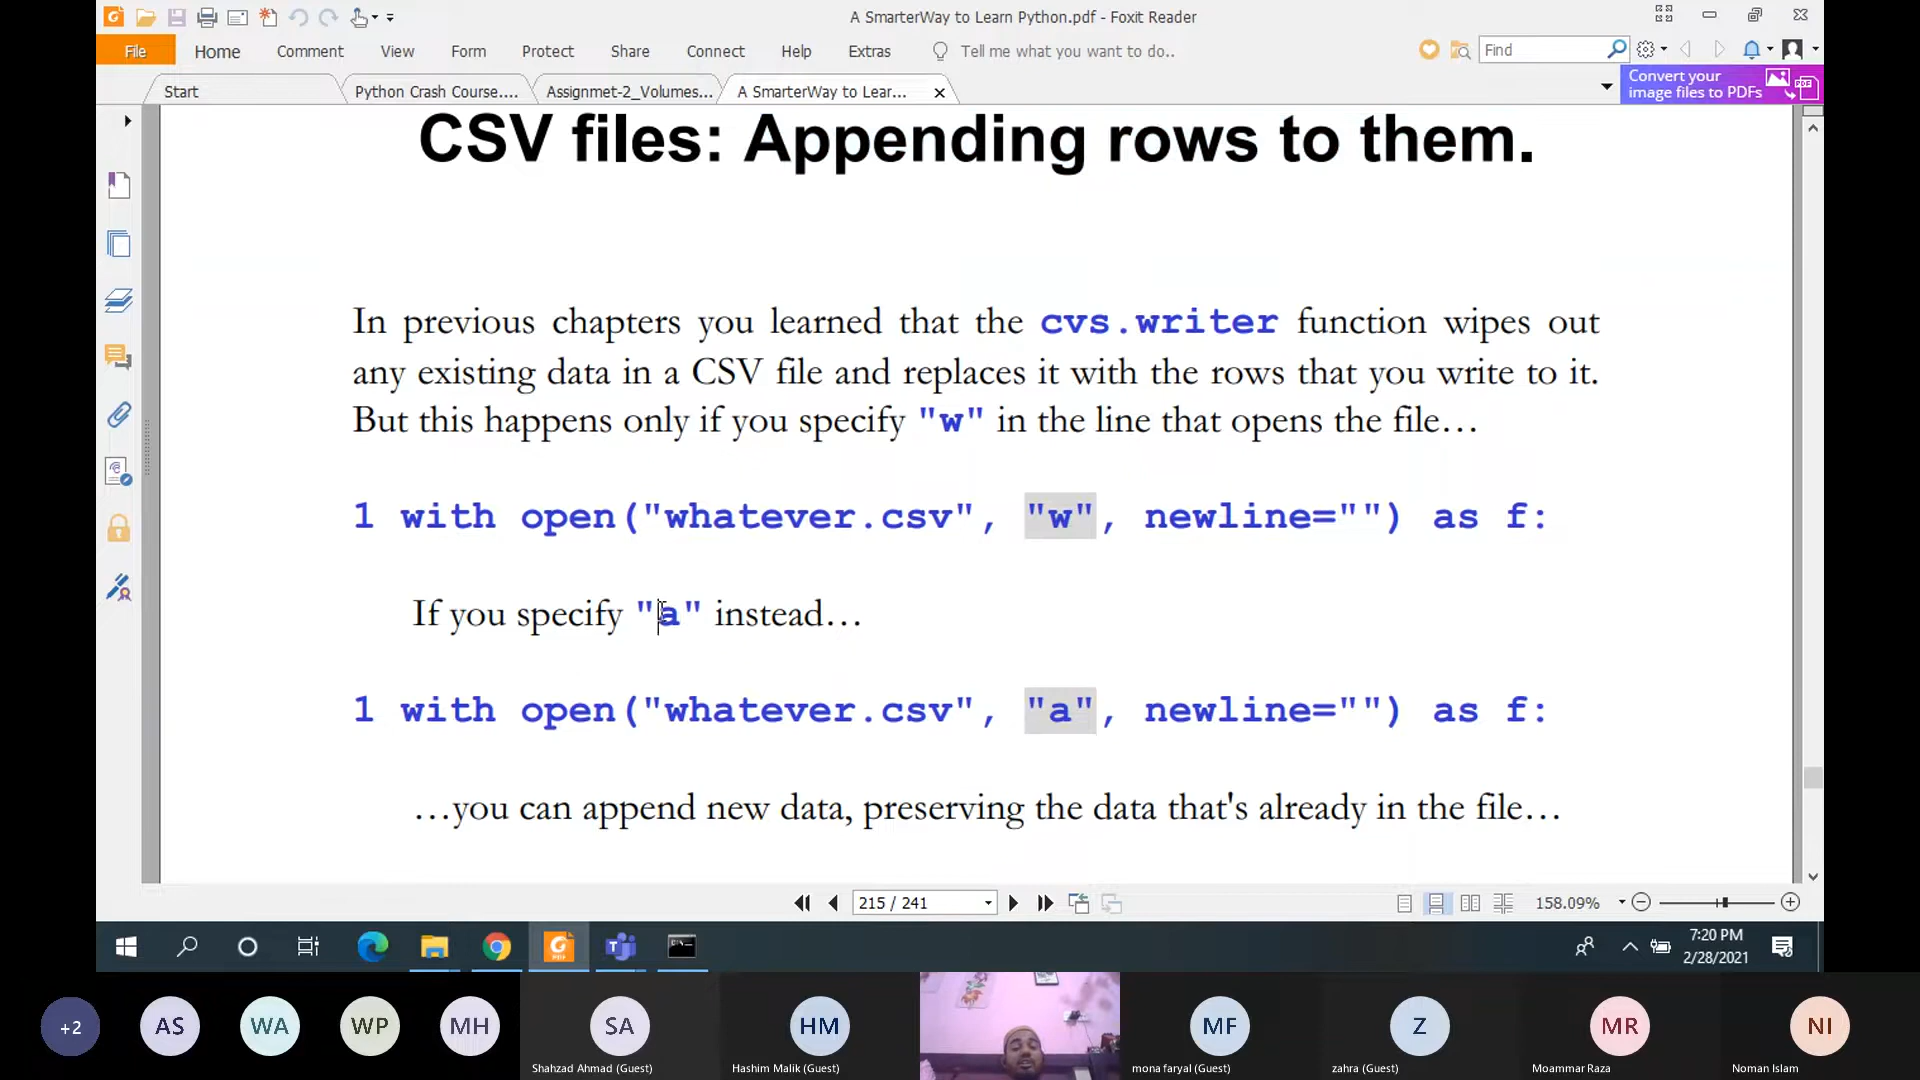 A SmarterWay to Learn Python.pdf - Foxit Reader
File Home Comment View Form Protect Share Connect Help Extras Tell me what you want to do.. Find
Start Python Crash Course.... Assignmet-2_Volumes... A SmarterWay to Lear...
Convert your
image files to PDFs
CSV files: Appending rows to them.
In previous chapters you learned that the cvs.writer function wipes out
any existing data in a CSV file and replaces it with the rows that you write to it.
But this happens only if you specify "w" in the line that opens the file…
1 with open("whatever.csv", "w", newline="") as f:
If you specify "a" instead…
1 with open("whatever.csv", "a", newline="") as f:
…you can append new data, preserving the data that's already in the file…
215 / 241
158.09%
7:20 PM
2/28/2021
+2 AS WA WP MH SA HM MF Z MR NI
Shahzad Ahmad (Guest) Hashim Malik (Guest) mona faryal (Guest) zahra (Guest) Moammar Raza Noman Islam